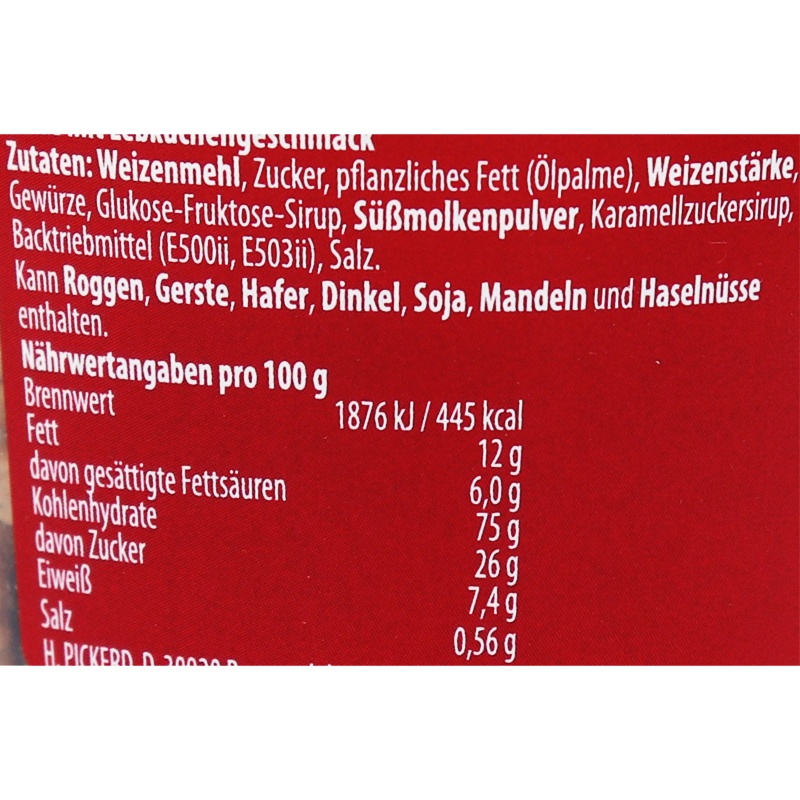 mit Lebkuchengeschmack
Zutaten: Weizenmehl, Zucker, pflanzliches Fett (Ölpalme), Weizenstärke,
Gewürze, Glukose-Fruktose-Sirup, Süßmolkenpulver, Karamellzuckersirup,
Backtriebmittel (E500ii, E503ii), Salz.
Kann Roggen, Gerste, Hafer, Dinkel, Soja, Mandeln und Haselnüsse
enthalten.
Nährwertangaben pro 100 g
Brennwert 1876 kJ / 445 kcal
Fett 12 g
davon gesättigte Fettsäuren 6,0 g
Kohlenhydrate 75 g
davon Zucker 26 g
Eiweiß 7,4 g
Salz 0,56 g
H. PICKERD, D